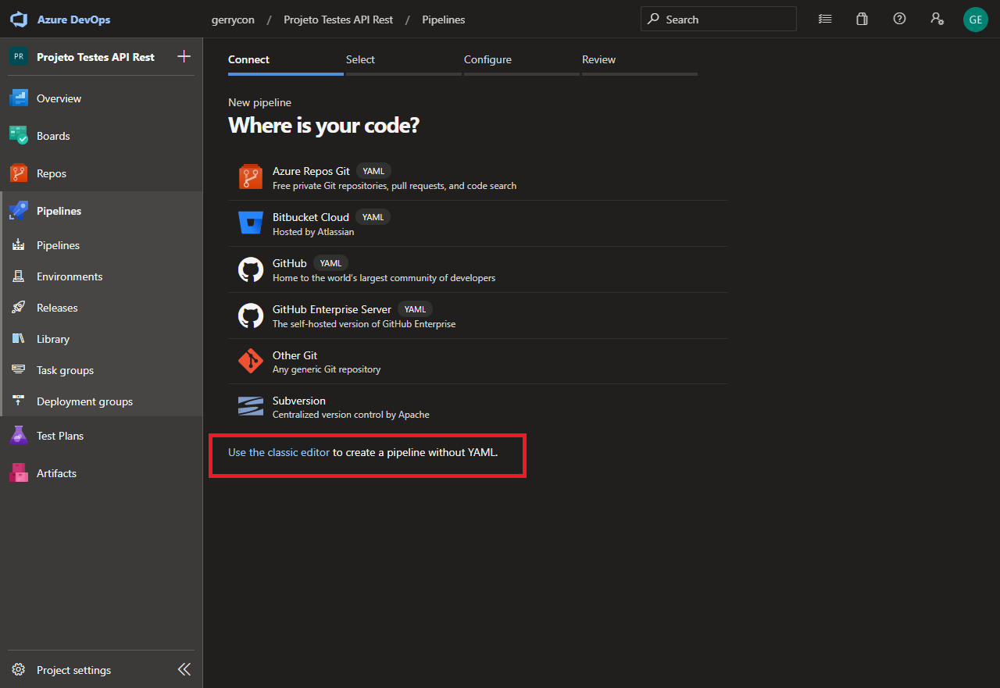 Azure DevOps
gerrycon / Projeto Testes API Rest / Pipelines
Search
GE
PR Projeto Testes API Rest
Overview
Boards
Repos
Pipelines
Pipelines
Environments
Releases
Library
Task groups
Deployment groups
Test Plans
Artifacts
Project settings
Connect Select Configure Review
New pipeline
Where is your code?
Azure Repos Git YAML
Free private Git repositories, pull requests, and code search
Bitbucket Cloud YAML
Hosted by Atlassian
GitHub YAML
Home to the world's largest community of developers
GitHub Enterprise Server YAML
The self-hosted version of GitHub Enterprise
Other Git
Any generic Git repository
Subversion
Centralized version control by Apache
Use the classic editor to create a pipeline without YAML.